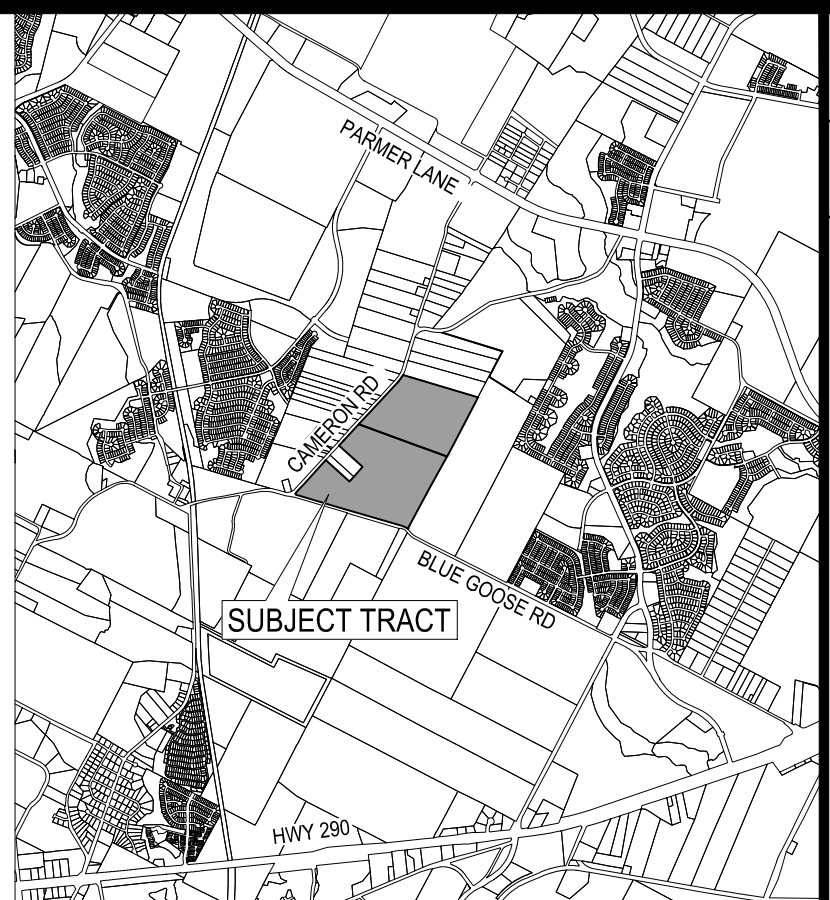 PARMER LANE
CAMERON RD
BLUE GOOSE RD
SUBJECT TRACT
HWY 290